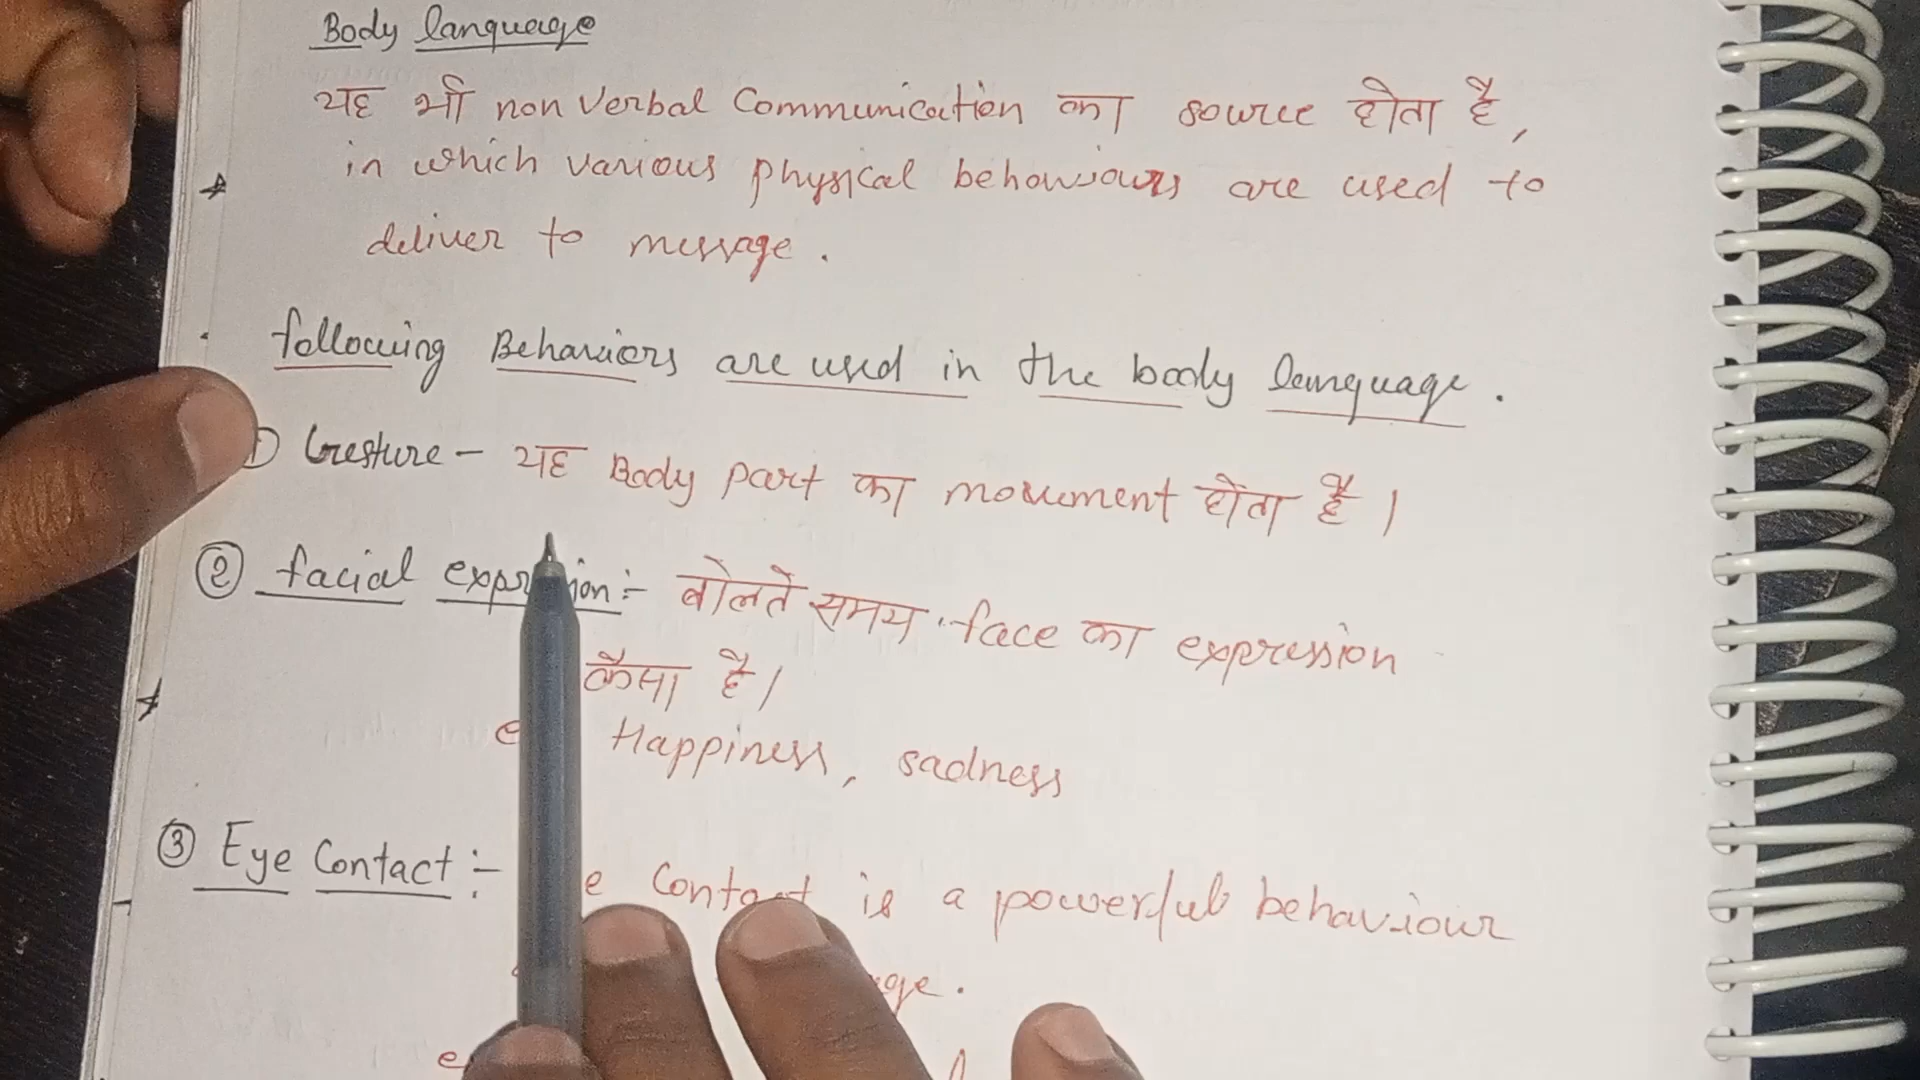 Body language
यह भी non verbal Communication का source होता है,
in which various physical behaviours are used to
deliver to message.
following Behaviors are used in the body language.
① Gesture - यह Body part का movement होता है।
② facial :- बोलते समय face का expression
कैसा है।
Happiness, sadness
③ Eye Contact :- Contact is a powerful behaviour